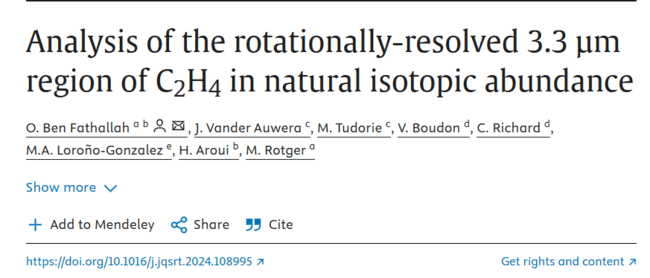 Analysis of the rotationally-resolved 3.3 µm
region of C₂H₄ in natural isotopic abundance
O. Ben Fathallah ᵃ ᵇ, J. Vander Auwera ᶜ, M. Tudorie ᶜ, V. Boudon ᵈ, C. Richard ᵈ,
M.A. Loroño-Gonzalez ᵉ, H. Aroui ᵇ, M. Rotger ᵃ
Show more
Add to Mendeley Share Cite
https://doi.org/10.1016/j.jqsrt.2024.108995 Get rights and content